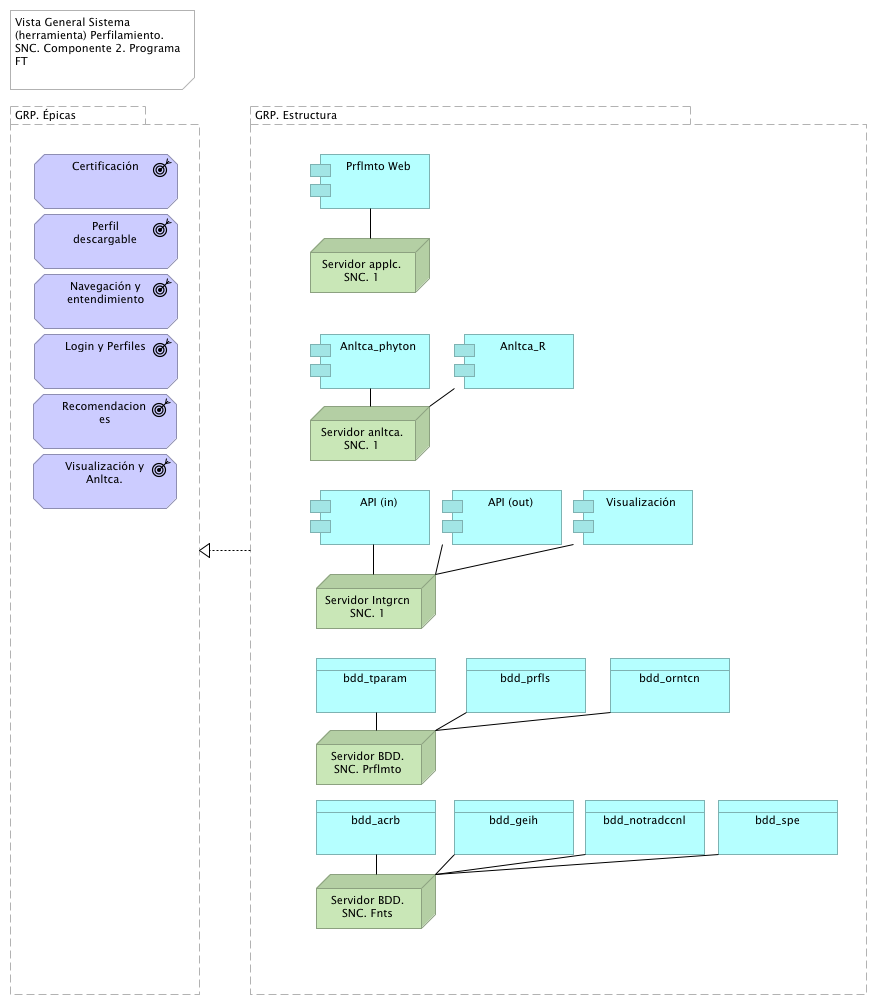 Vista General Sistema
(herramienta) Perfilamiento.
SNC. Componente 2. Programa
FT
GRP. Épicas
Certificación
Perfil
descargable
Navegación y
entendimiento
Login y Perfiles
Recomendacion
es
Visualización y
Anltca.
GRP. Estructura
Prflmto Web
Servidor applc.
SNC. 1
Anltca_phyton
Anltca_R
Servidor anltca.
SNC. 1
API (in)
API (out)
Visualización
Servidor Intgrcn
SNC. 1
bdd_tparam
bdd_prfls
bdd_orntcn
Servidor BDD.
SNC. Prflmto
bdd_acrb
bdd_geih
bdd_notradccnl
bdd_spe
Servidor BDD.
SNC. Fnts